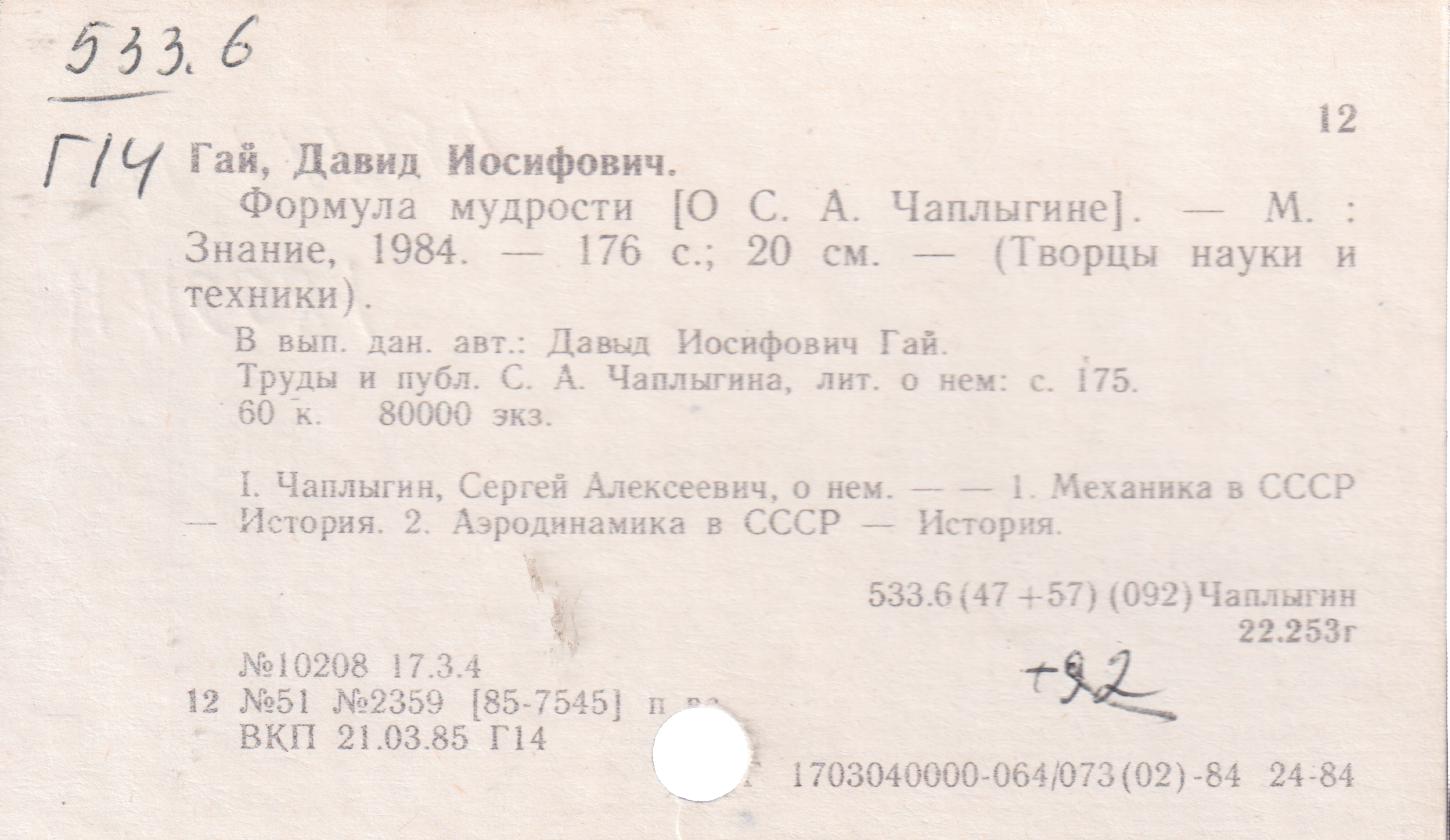 533.6
12
Г14
Гай, Давид Иосифович.
Формула мудрости [О С. А. Чаплыгине]. — М. :
Знание, 1984. — 176 с.; 20 см. — (Творцы науки и
техники).
В вып. дан. авт.: Давыд Иосифович Гай.
Труды и публ. С. А. Чаплыгина, лит. о нем: с. 175.
60 к. 80000 экз.
I. Чаплыгин, Сергей Алексеевич, о нем. — — 1. Механика в СССР
— История. 2. Аэродинамика в СССР — История.
533.6(47+57)(092)Чаплыгин
22.253г
+92
№10208 17.3.4
12 №51 №2359 [85-7545] п
ВКП 21.03.85 Г14
1703040000-064/073(02)-84 24-84